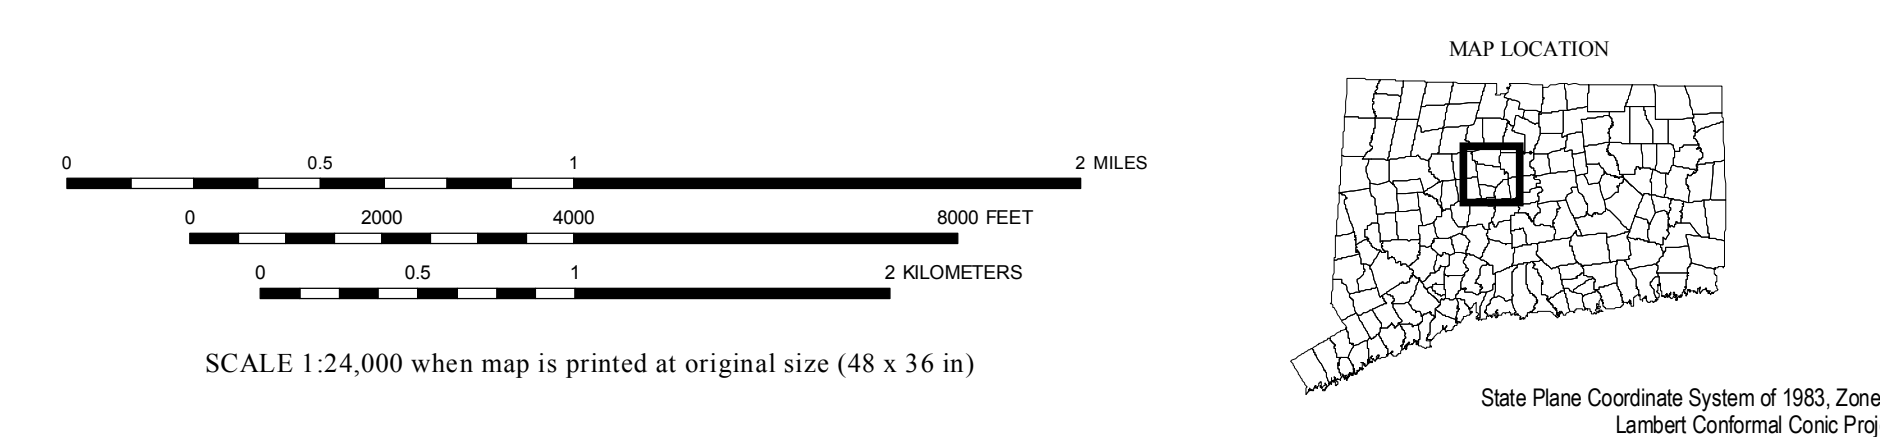 MAP LOCATION
0 0.5 1 2 MILES
0 2000 4000 8000 FEET
0 0.5 1 2 KILOMETERS
SCALE 1:24,000 when map is printed at original size (48 x 36 in)
State Plane Coordinate System of 1983, Zone
Lambert Conformal Conic Proj